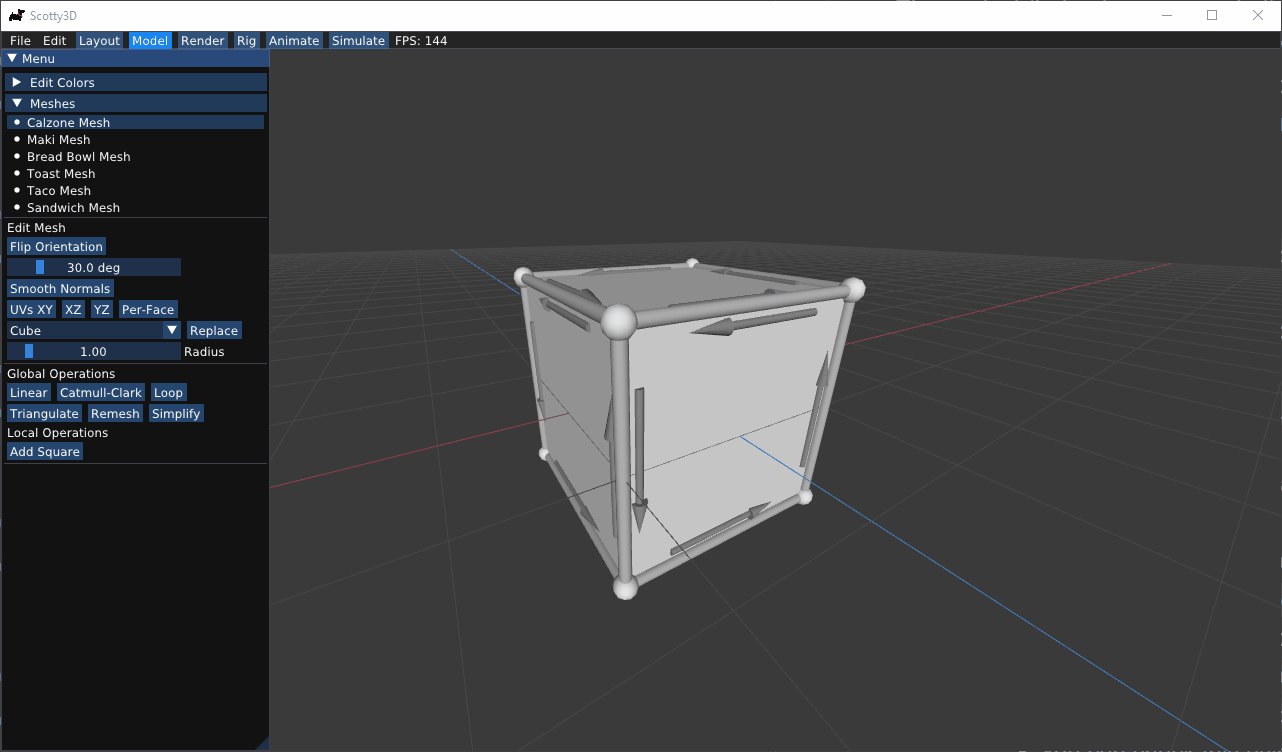 Scotty3D
File Edit Layout Model Render Rig Animate Simulate FPS: 144
Menu
Edit Colors
Meshes
Calzone Mesh
Maki Mesh
Bread Bowl Mesh
Toast Mesh
Taco Mesh
Sandwich Mesh
Edit Mesh
Flip Orientation
30.0 deg
Smooth Normals
UVs XY XZ YZ Per-Face
Cube Replace
1.00 Radius
Global Operations
Linear Catmull-Clark Loop
Triangulate Remesh Simplify
Local Operations
Add Square